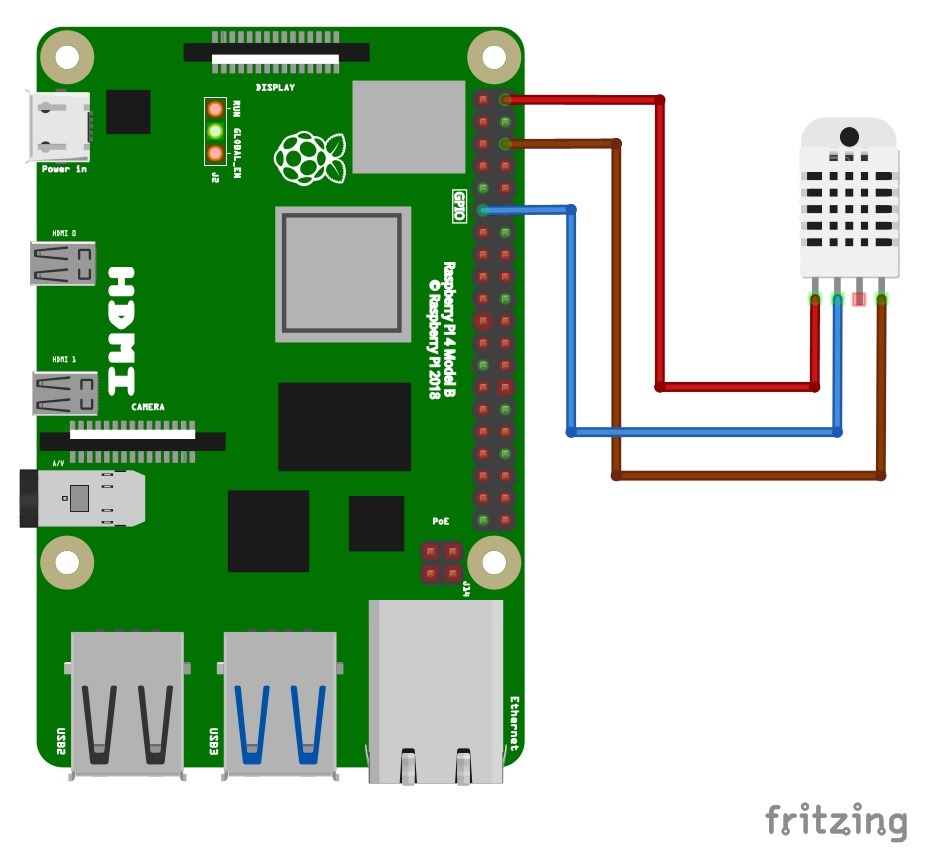 DISPLAY
RUN
GLOBAL_EN
J2
Power in
GPIO
HDMI 0
HDMI
Raspberry Pi 4 Model B
© Raspberry Pi 2018
HDMI 1
CAMERA
A/V
PoE
J14
USB2
USB3
Ethernet
fritzing